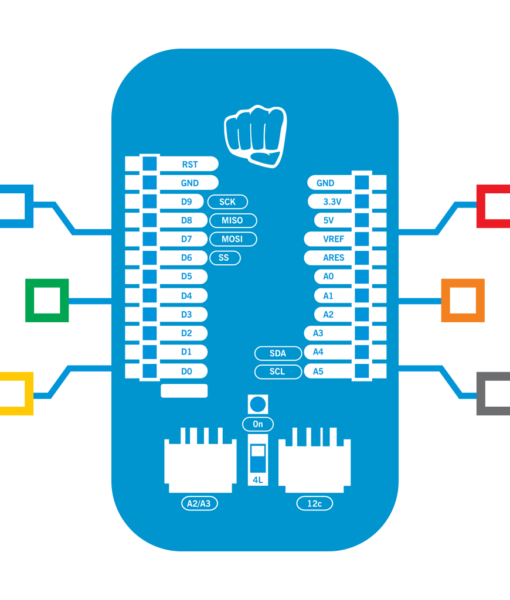 RST
GND
D9 SCK
D8 MISO
D7 MOSI
D6 SS
D5
D4
D3
D2
D1
D0
GND
3.3V
5V
VREF
ARES
A0
A1
A2
A3
SDA A4
SCL A5
On
4L
A2/A3
12c